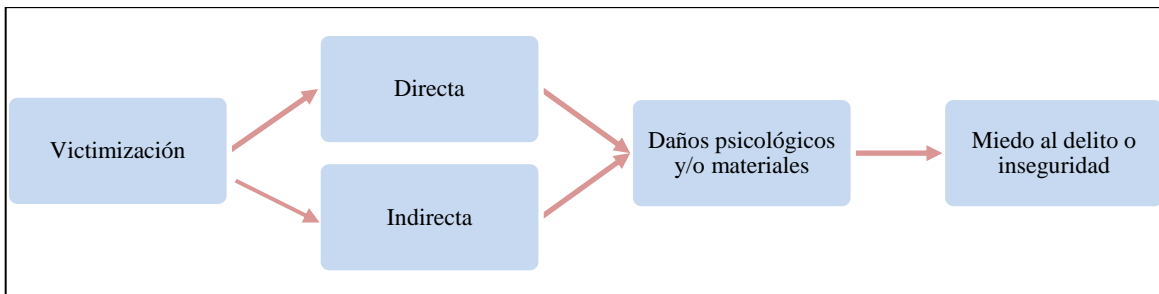 Victimización
Directa
Indirecta
Daños psicológicos
y/o materiales
Miedo al delito o
inseguridad